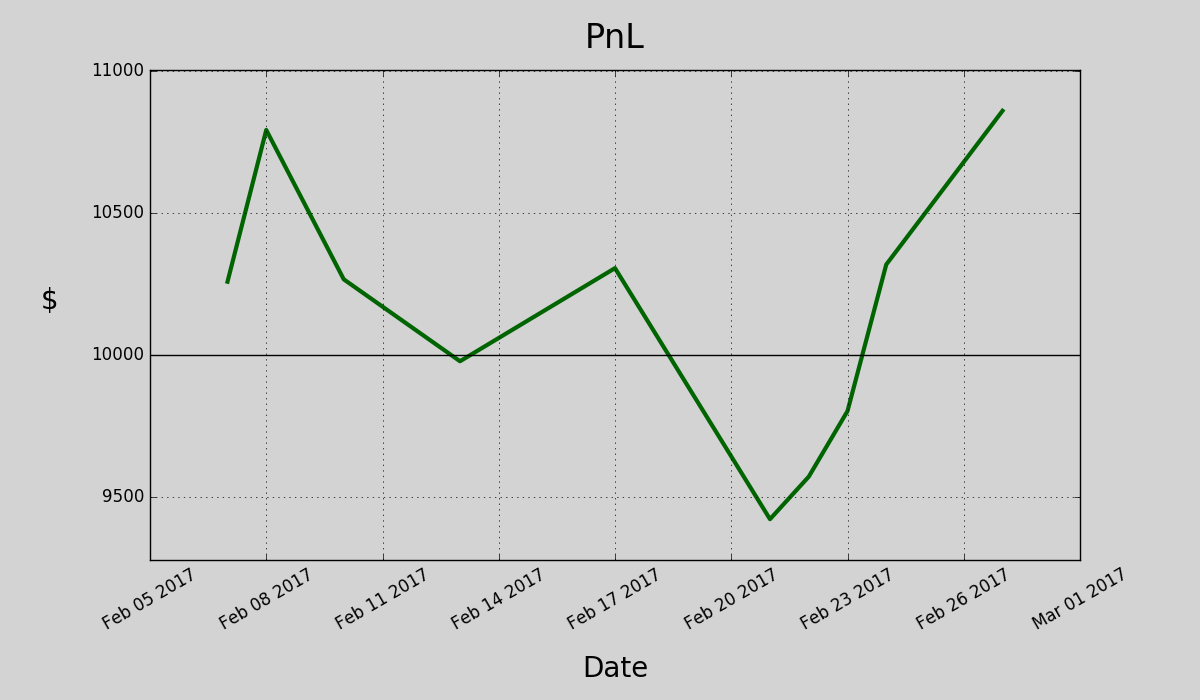 PnL
11000
10500
$
10000
9500
Feb 05 2017
Feb 08 2017
Feb 11 2017
Feb 14 2017
Feb 17 2017
Feb 20 2017
Feb 23 2017
Feb 26 2017
Mar 01 2017
Date